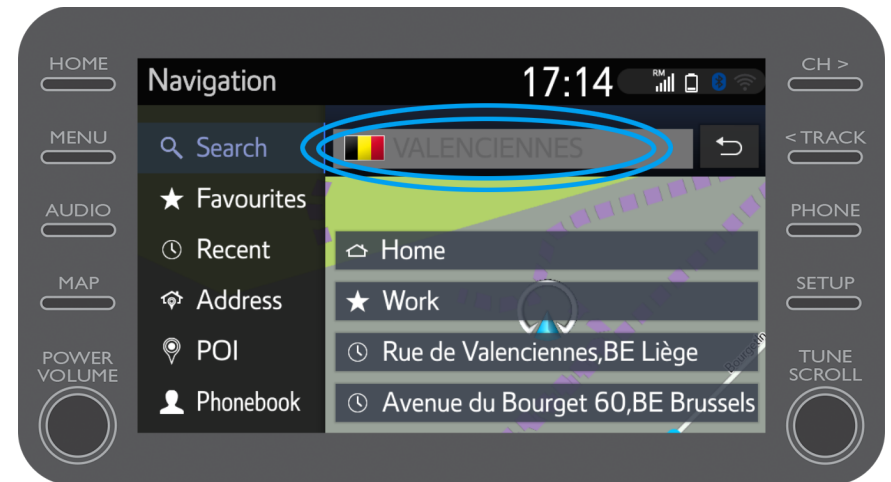 HOME
MENU
AUDIO
MAP
POWER
VOLUME
Navigation 17:14 RM
Search
Favourites
Recent
Address
POI
Phonebook
VALENCIENNES
Home
Work
Rue de Valenciennes,BE Liège
Avenue du Bourget 60,BE Brussels
CH >
< TRACK
PHONE
SETUP
TUNE
SCROLL